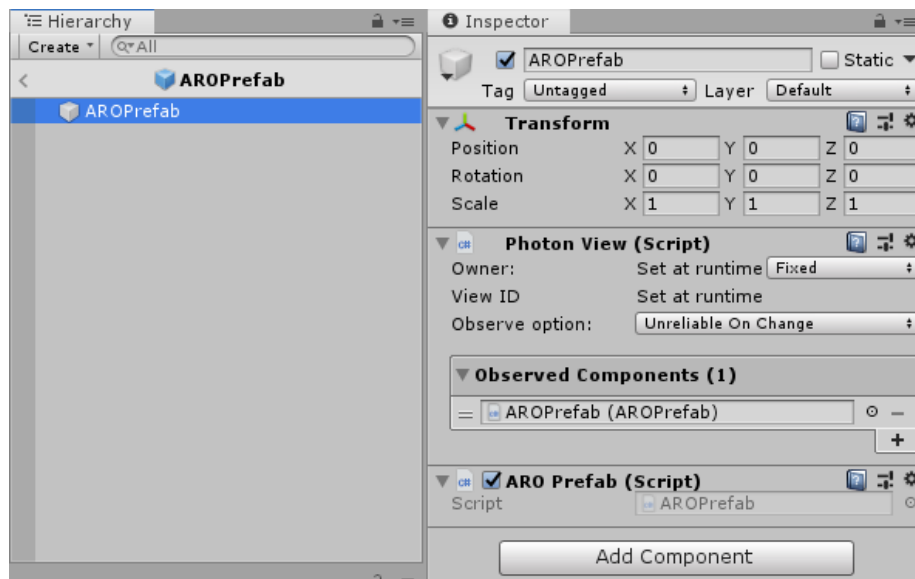 Hierarchy
Create All
AROPrefab
AROPrefab
Inspector
AROPrefab Static
Tag Untagged Layer Default
Transform
Position X 0 Y 0 Z 0
Rotation X 0 Y 0 Z 0
Scale X 1 Y 1 Z 1
Photon View (Script)
Owner: Set at runtime Fixed
View ID Set at runtime
Observe option: Unreliable On Change
Observed Components (1)
AROPrefab (AROPrefab)
ARO Prefab (Script)
Script AROPrefab
Add Component